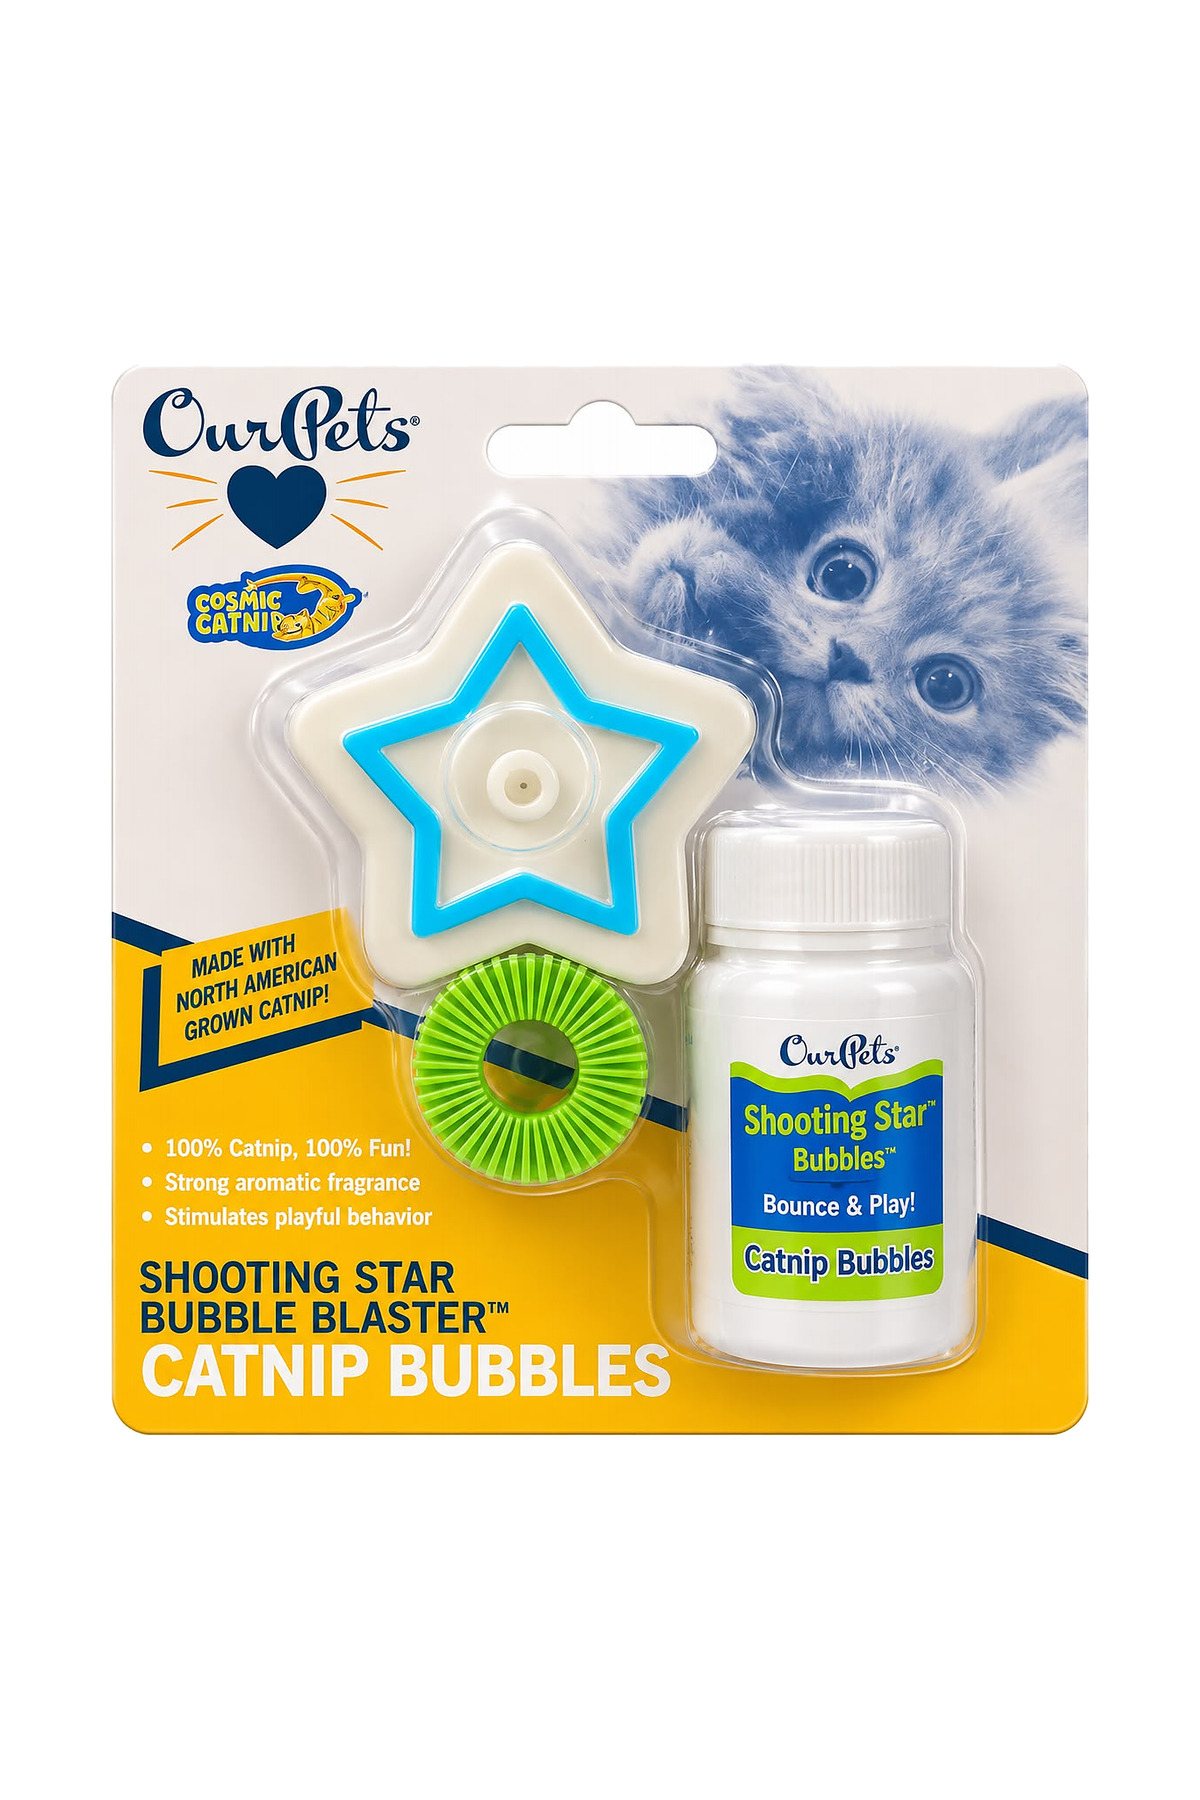 OurPets®
COSMIC
CATNIP
MADE WITH
NORTH AMERICAN
GROWN CATNIP!
• 100% Catnip, 100% Fun!
• Strong aromatic fragrance
• Stimulates playful behavior
SHOOTING STAR
BUBBLE BLASTER™
CATNIP BUBBLES
OurPets®
Shooting Star™
Bubbles™
Bounce & Play!
Catnip Bubbles